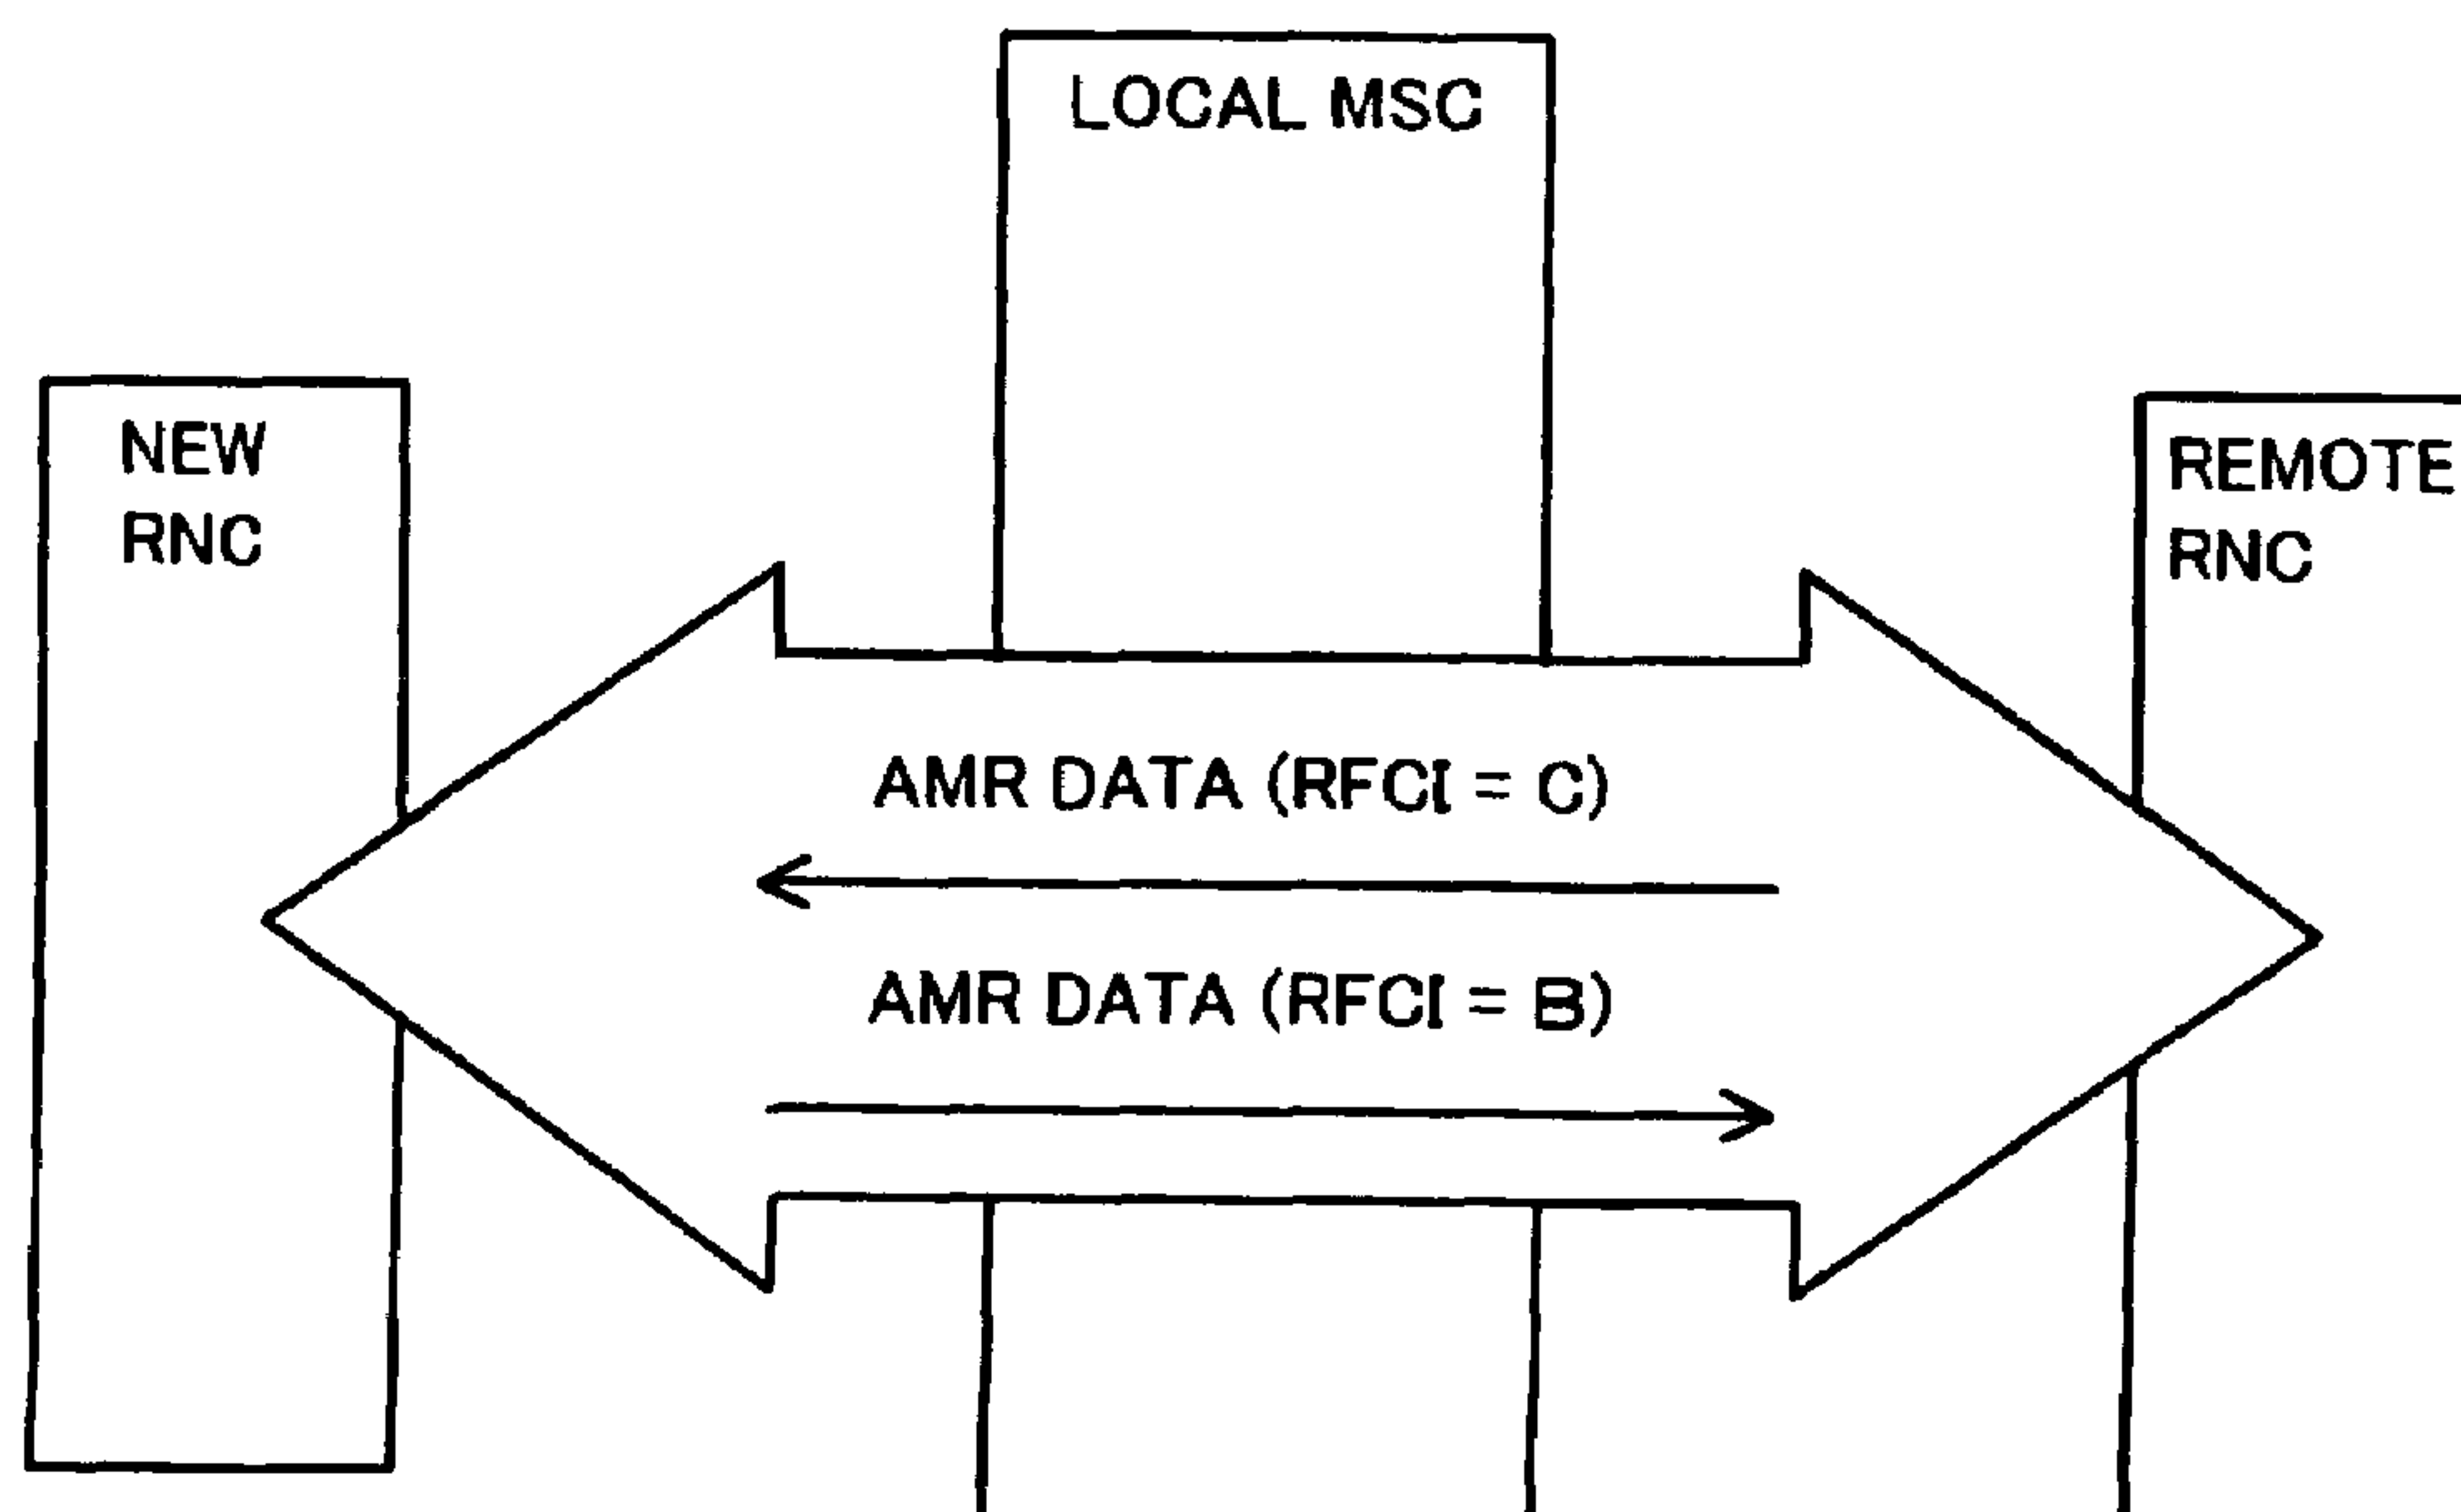 LOCAL MSC
NEW
RNC
REMOTE
RNC
AMR DATA (RFCI = C)
AMR DATA (RFCI = B)